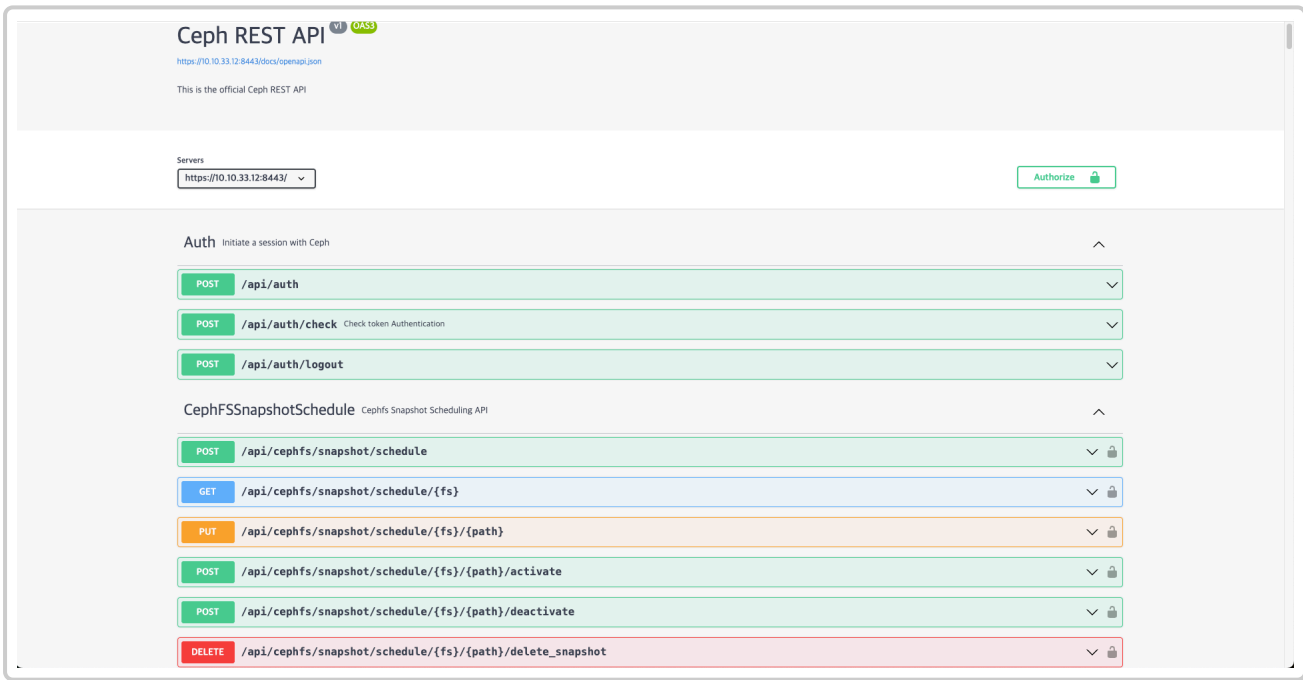 Ceph REST API v1 OAS3
https://10.10.33.12:8443/docs/openapi.json
This is the official Ceph REST API
Servers
https://10.10.33.12:8443/
Authorize
Auth Initiate a session with Ceph
POST /api/auth
POST /api/auth/check Check token Authentication
POST /api/auth/logout
CephFSSnapshotSchedule Cephfs Snapshot Scheduling API
POST /api/cephfs/snapshot/schedule
GET /api/cephfs/snapshot/schedule/{fs}
PUT /api/cephfs/snapshot/schedule/{fs}/{path}
POST /api/cephfs/snapshot/schedule/{fs}/{path}/activate
POST /api/cephfs/snapshot/schedule/{fs}/{path}/deactivate
DELETE /api/cephfs/snapshot/schedule/{fs}/{path}/delete_snapshot